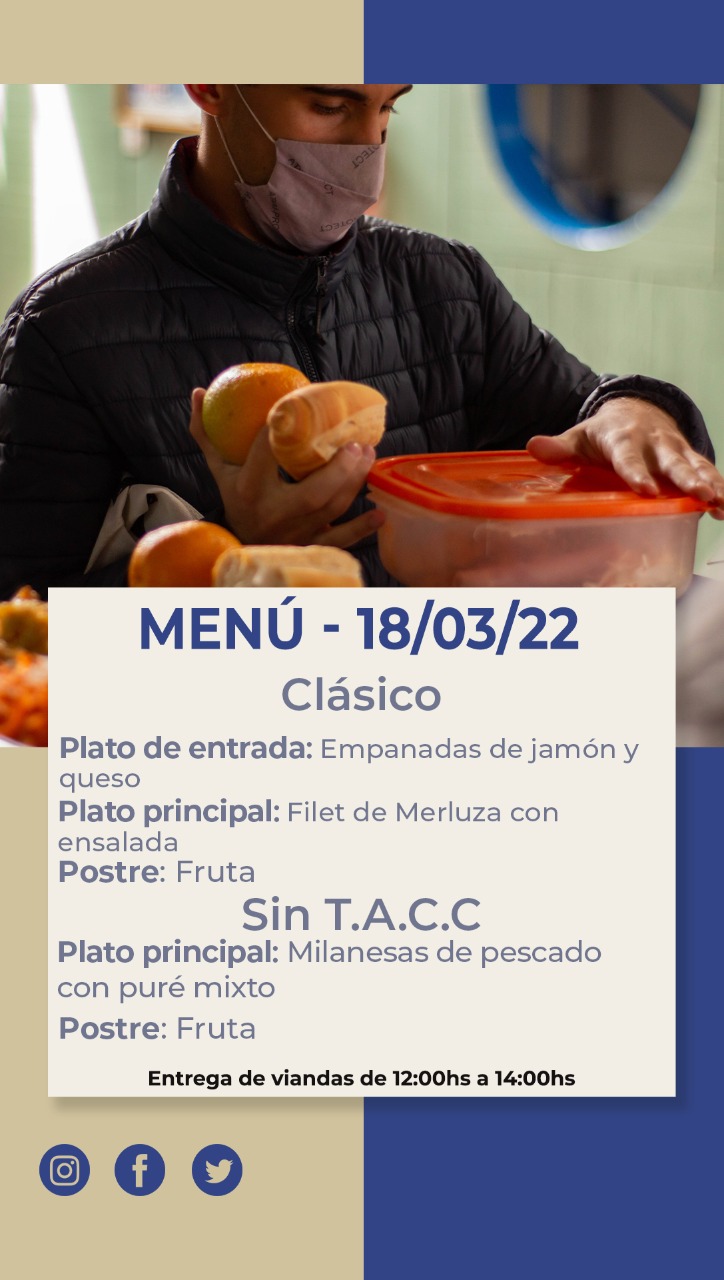 MENÚ - 18/03/22
Clásico
Plato de entrada: Empanadas de jamón y
queso
Plato principal: Filet de Merluza con
ensalada
Postre: Fruta
Sin T.A.C.C
Plato principal: Milanesas de pescado
con puré mixto
Postre: Fruta
Entrega de viandas de 12:00hs a 14:00hs